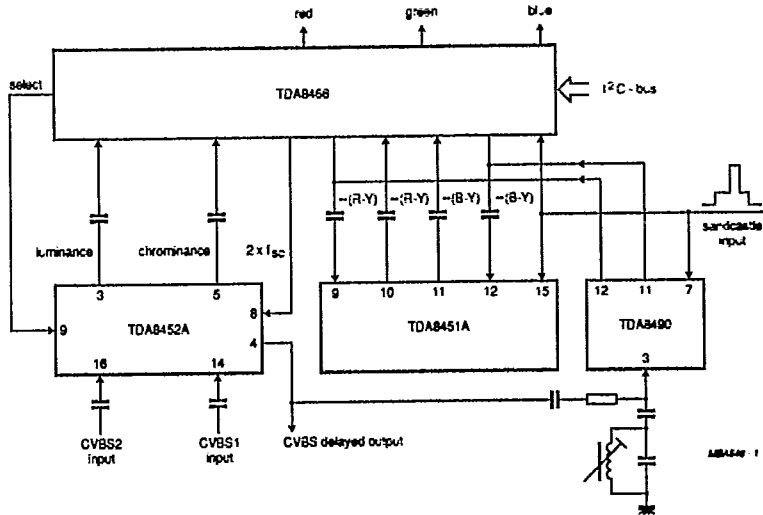 red
green
blue
select
TDA8466
I²C - bus
−(R-Y)
−(R-Y)
−(B-Y)
−(B-Y)
luminance
chrominance
2 x fsc
sandcastle
input
3
5
9
10
11
12
15
12
11
7
9
TDA8452A
8
TDA8451A
TDA8490
4
16
14
3
CVBS2
input
CVBS1
input
CVBS delayed output